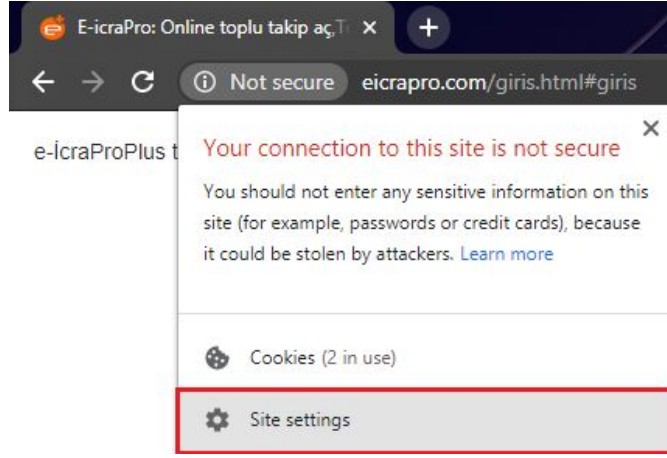 E-icraPro: Online toplu takip aç,T
Not secure eicrapro.com/giris.html#giris
e-İcraProPlus t
Your connection to this site is not secure
You should not enter any sensitive information on this
site (for example, passwords or credit cards), because
it could be stolen by attackers. Learn more
Cookies (2 in use)
Site settings